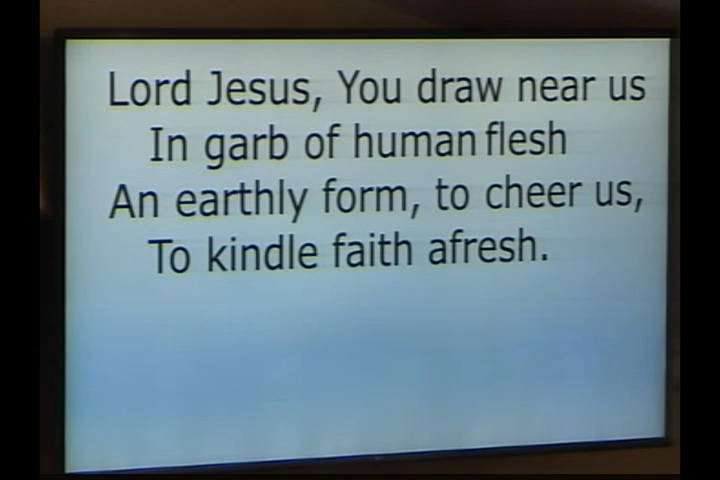 Lord Jesus, You draw near us
In garb of human flesh
An earthly form, to cheer us,
To kindle faith afresh.